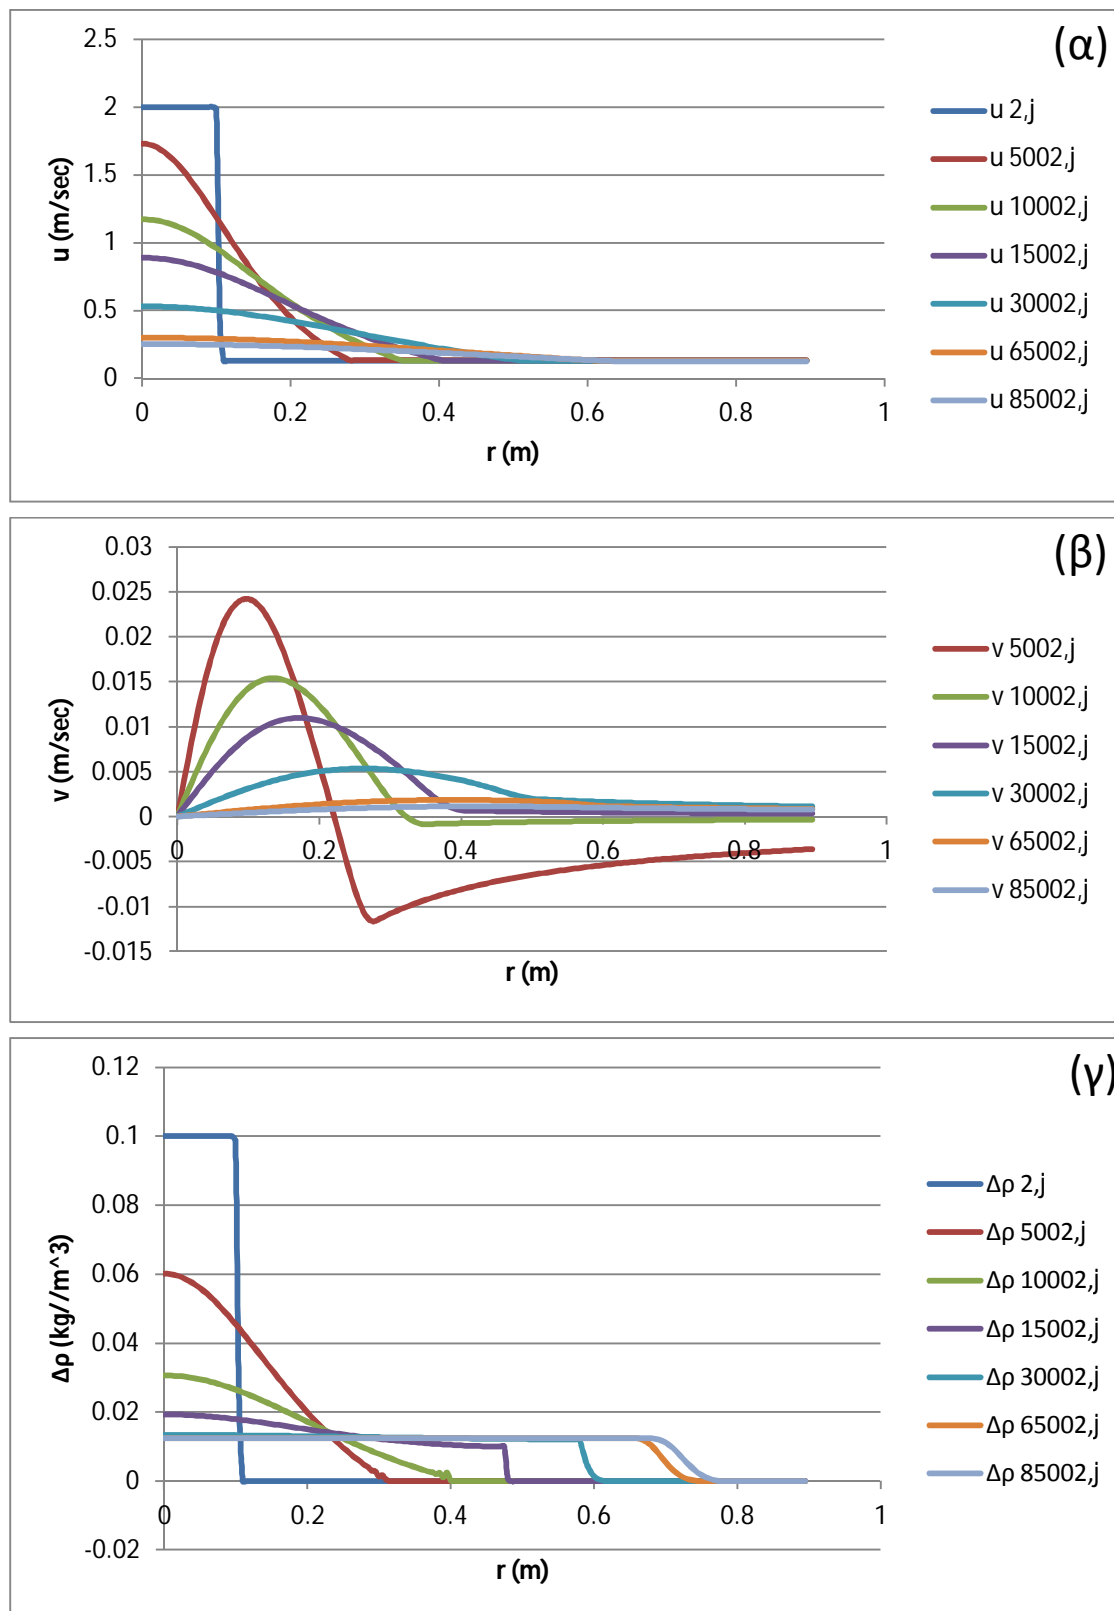 (α)
2.5
2
1.5
1
0.5
0
u (m/sec)
0 0.2 0.4 0.6 0.8 1
r (m)
u 2,j
u 5002,j
u 10002,j
u 15002,j
u 30002,j
u 65002,j
u 85002,j
(β)
0.03
0.025
0.02
0.015
0.01
0.005
0
-0.005
-0.01
-0.015
v (m/sec)
0 0.2 0.4 0.6 0.8 1
r (m)
v 5002,j
v 10002,j
v 15002,j
v 30002,j
v 65002,j
v 85002,j
(γ)
0.12
0.1
0.08
0.06
0.04
0.02
0
-0.02
Δρ (kg//m^3)
0 0.2 0.4 0.6 0.8 1
r (m)
Δρ 2,j
Δρ 5002,j
Δρ 10002,j
Δρ 15002,j
Δρ 30002,j
Δρ 65002,j
Δρ 85002,j